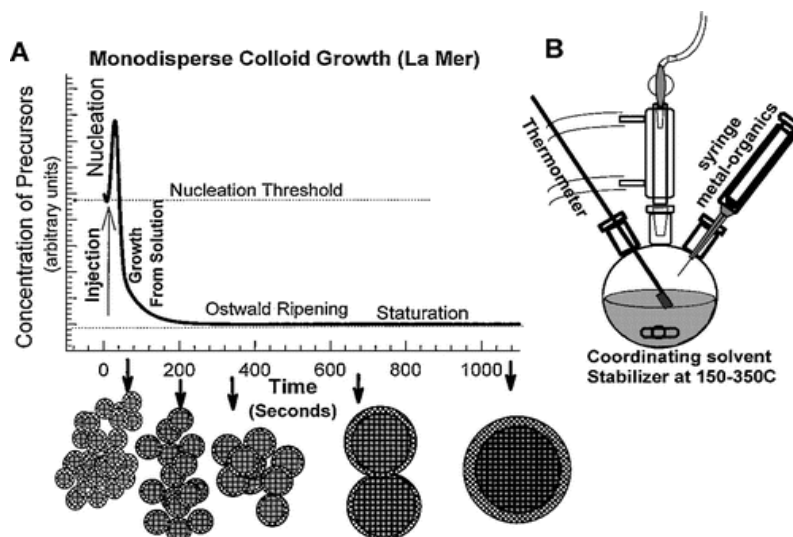 A
Monodisperse Colloid Growth (La Mer)
Concentration of Precursors
(arbitrary units)
Nucleation
Nucleation Threshold
Injection
Growth
From Solution
Ostwald Ripening
Staturation
0 200 400 600 800 1000
Time
(Seconds)
B
Thermometer
syringe
metal-organics
Coordinating solvent
Stabilizer at 150-350C